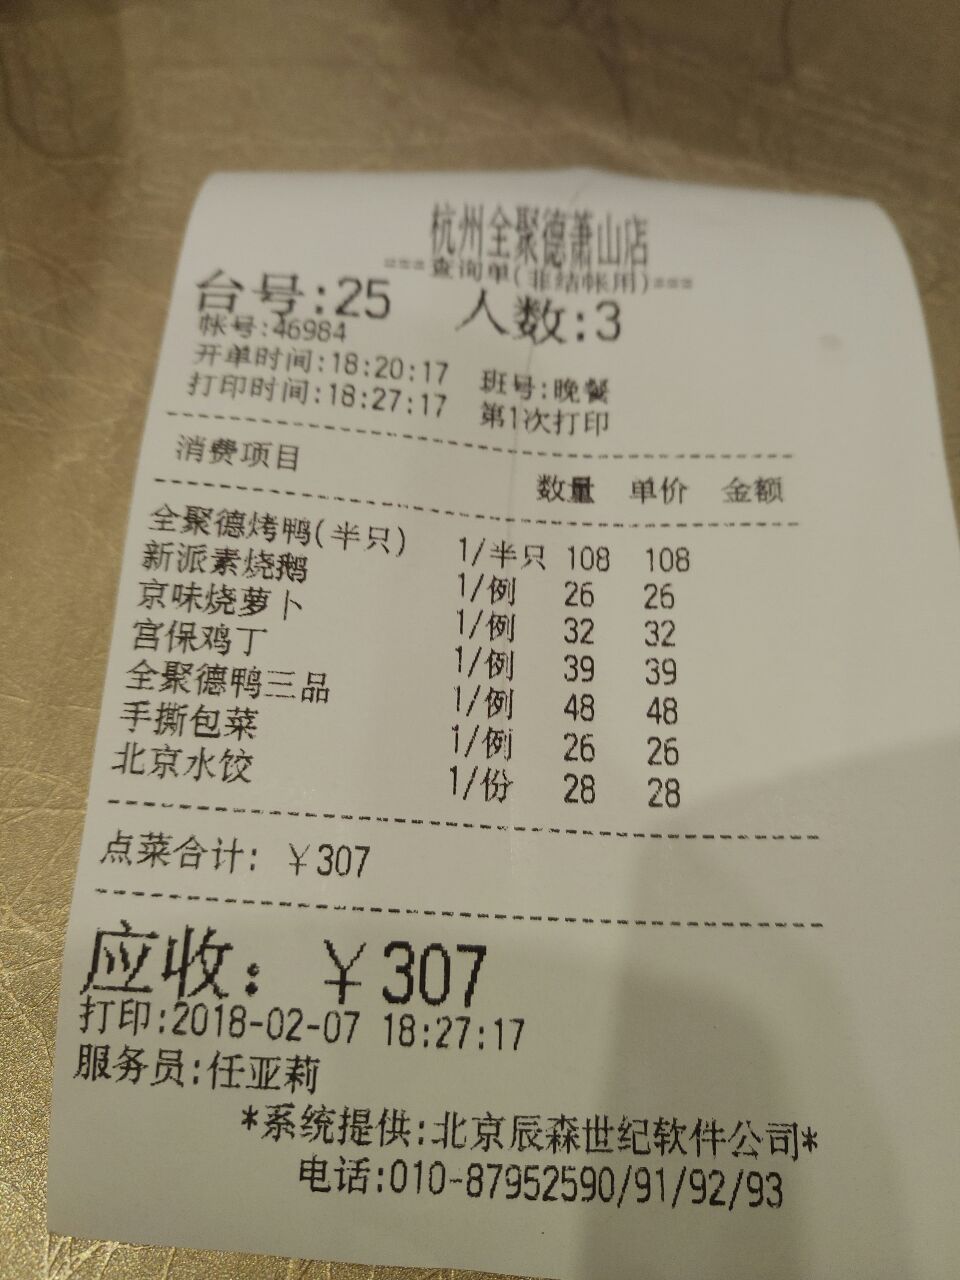 杭州全聚德萧山店
===查询单(非结帐用)===
台号:25 人数:3
帐号:46984
开单时间:18:20:17 班号:晚餐
打印时间:18:27:17 第1次打印
消费项目 数量 单价 金额
全聚德烤鸭(半只) 1/半只 108 108
新派素烧鹅 1/例 26 26
京味烧萝卜 1/例 32 32
宫保鸡丁 1/例 39 39
全聚德鸭三品 1/例 48 48
手撕包菜 1/例 26 26
北京水饺 1/份 28 28
点菜合计: ¥307
应收: ¥307
打印:2018-02-07 18:27:17
服务员:任亚莉
*系统提供:北京辰森世纪软件公司*
电话:010-87952590/91/92/93